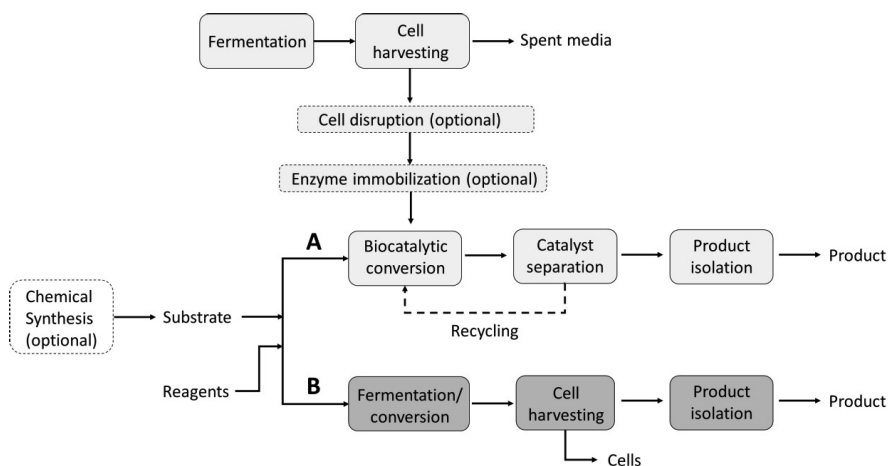 Fermentation
Cell
harvesting
Spent media
Cell disruption (optional)
Enzyme immobilization (optional)
A
Biocatalytic
conversion
Catalyst
separation
Product
isolation
Product
Chemical
Synthesis
(optional)
Substrate
Recycling
Reagents
B
Fermentation/
conversion
Cell
harvesting
Product
isolation
Product
Cells